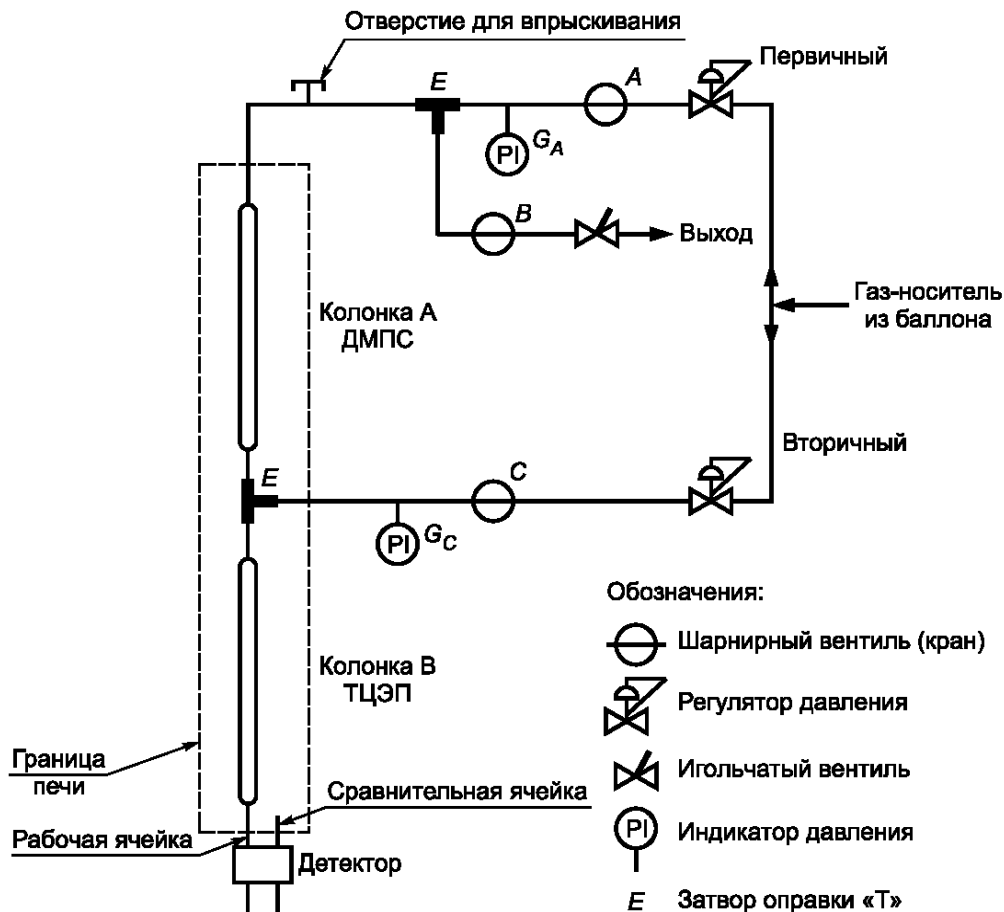 Отверстие для впрыскивания
Первичный
E
A
PI
G_A
B
Выход
Газ-носитель
из баллона
Колонка А
ДМПС
Вторичный
E
C
PI
G_C
Обозначения:
Шарнирный вентиль (кран)
Колонка В
ТЦЭП
Регулятор давления
Граница
печи
Игольчатый вентиль
Сравнительная ячейка
Рабочая ячейка
PI
Индикатор давления
Детектор
E
Затвор оправки «Т»